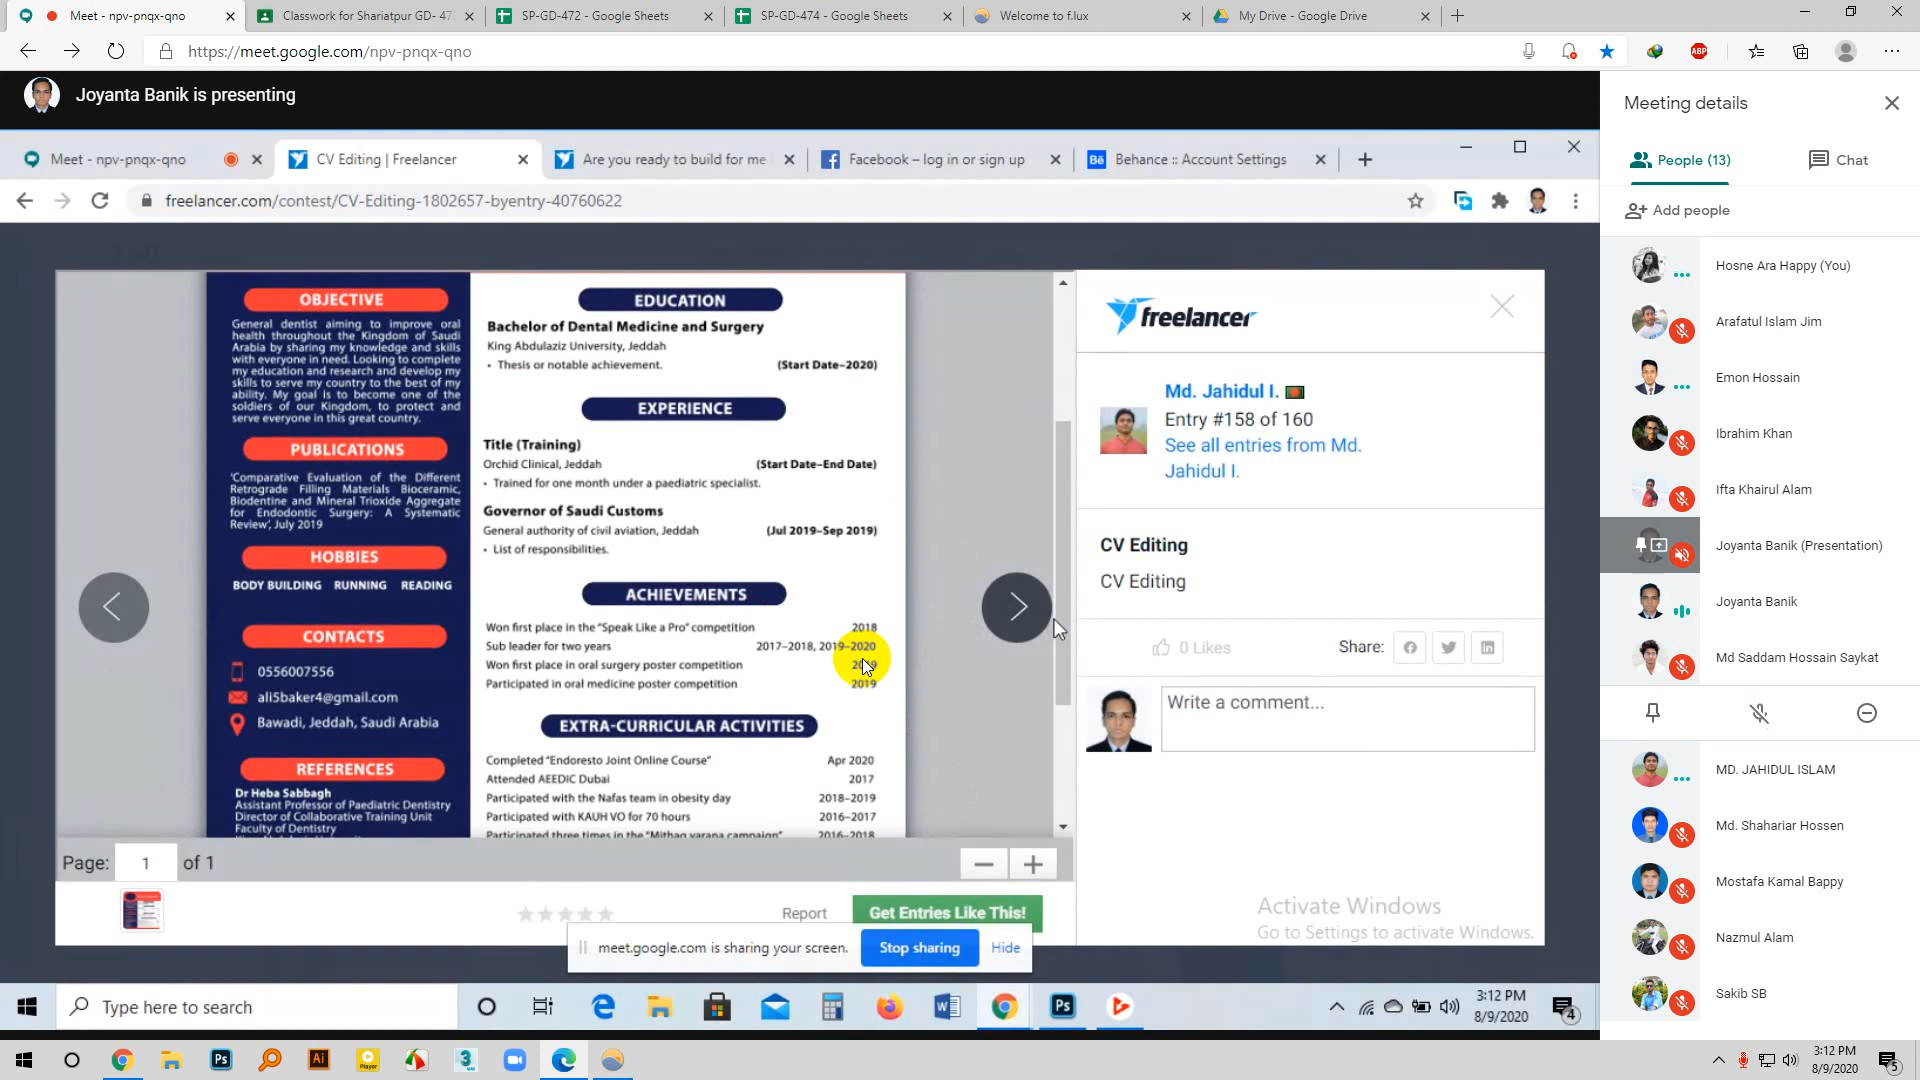 Meet - npv-pnqx-qno
Classwork for Shariatpur GD- 47
SP-GD-472 - Google Sheets
SP-GD-474 - Google Sheets
Welcome to f.lux
My Drive - Google Drive
https://meet.google.com/npv-pnqx-qno
ABP
Joyanta Banik is presenting
Meet - npv-pnqx-qno
CV Editing | Freelancer
Are you ready to build for me
Facebook – log in or sign up
Bē
Behance :: Account Settings
freelancer.com/contest/CV-Editing-1802657-byentry-40760622
OBJECTIVE
General dentist aiming to improve oral
health throughout the Kingdom of Saudi
Arabia by sharing my knowledge and skills
with everyone in need. Looking to complete
my education and research and develop my
skills to serve my country to the best of my
ability. My goal is to become one of the
soldiers of our Kingdom, to protect and
serve everyone in this great country.
PUBLICATIONS
‘Comparative Evaluation of the Different
Retrograde Filling Materials Bioceramic,
Biodentine and Mineral Trioxide Aggregate
for Endodontic Surgery: A Systematic
Review’, July 2019
HOBBIES
BODY BUILDING RUNNING READING
CONTACTS
0556007556
ali5baker4@gmail.com
Bawadi, Jeddah, Saudi Arabia
REFERENCES
Dr Heba Sabbagh
Assistant Professor of Paediatric Dentistry
Director of Collaborative Training Unit
Faculty of Dentistry
EDUCATION
Bachelor of Dental Medicine and Surgery
King Abdulaziz University, Jeddah
• Thesis or notable achievement. (Start Date–2020)
EXPERIENCE
Title (Training)
Orchid Clinical, Jeddah (Start Date–End Date)
• Trained for one month under a paediatric specialist.
Governor of Saudi Customs
General authority of civil aviation, Jeddah (Jul 2019–Sep 2019)
• List of responsibilities.
ACHIEVEMENTS
Won first place in the “Speak Like a Pro” competition 2018
Sub leader for two years 2017–2018, 2019–2020
Won first place in oral surgery poster competition
Participated in oral medicine poster competition 2019
EXTRA-CURRICULAR ACTIVITIES
Completed “Endoresto Joint Online Course” Apr 2020
Attended AEEDIC Dubai 2017
Participated with the Nafas team in obesity day 2018–2019
Participated with KAUH VO for 70 hours 2016–2017
Participated three times in the “Mithaq varana campaign” 2016–2018
Page: 1 of 1
Report
Get Entries Like This!
freelancer
Md. Jahidul I.
Entry #158 of 160
See all entries from Md.
Jahidul I.
CV Editing
CV Editing
0 Likes
Share:
Write a comment...
Activate Windows
Go to Settings to activate Windows.
meet.google.com is sharing your screen.
Stop sharing
Hide
Type here to search
Ps
3:12 PM
8/9/2020
4
Meeting details
People (13)
Chat
Add people
Hosne Ara Happy (You)
Arafatul Islam Jim
Emon Hossain
Ibrahim Khan
Ifta Khairul Alam
Joyanta Banik (Presentation)
Joyanta Banik
Md Saddam Hossain Saykat
MD. JAHIDUL ISLAM
Md. Shahariar Hossen
Mostafa Kamal Bappy
Nazmul Alam
Sakib SB
Ps
Ai
Player
3
3:12 PM
8/9/2020
5